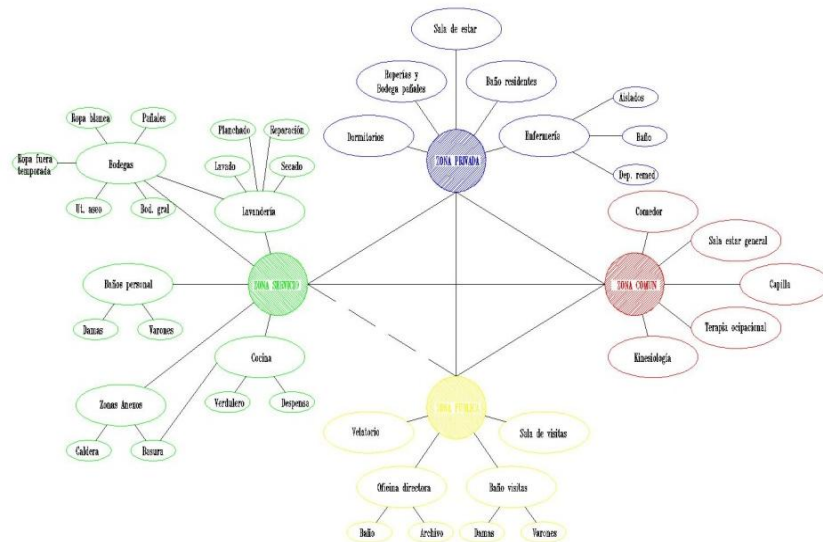 Sala de estar
Roperías y
Bodega pañales
Baño residentes
Dormitorios
ZONA PRIVADA
Enfermería
Aislados
Baño
Dep. remed
Ropa blanca
Pañales
Ropa fuera
temporada
Bodegas
Ut. aseo
Bod. gral
Planchado
Reparación
Lavado
Secado
Lavandería
ZONA SERVICIO
Baños personal
Damas
Varones
Cocina
Verdulero
Despensa
Zonas Anexos
Caldera
Basura
Comedor
Sala estar general
ZONA COMUN
Capilla
Terapia ocipacional
Kinesiología
ZONA PUBLICA
Velatorio
Sala de visitas
Oficina directora
Baño visitas
Baño
Archivo
Damas
Varones